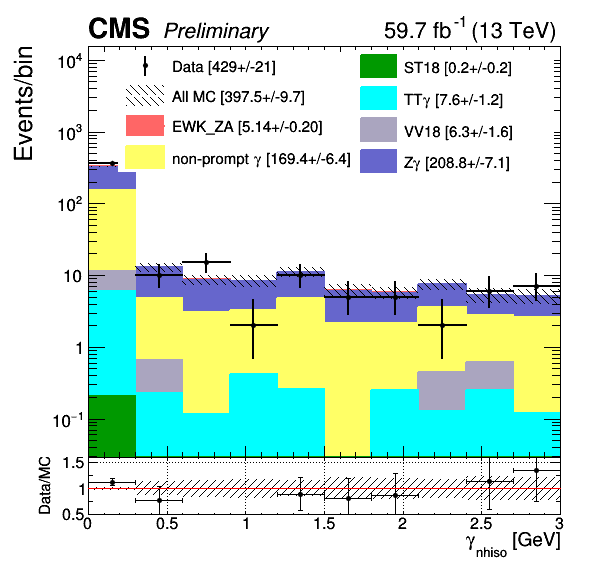 CMS Preliminary 59.7 fb⁻¹ (13 TeV)
Events/bin
Data [429+/-21]
All MC [397.5+/-9.7]
EWK_ZA [5.14+/-0.20]
non-prompt γ [169.4+/-6.4]
ST18 [0.2+/-0.2]
TTγ [7.6+/-1.2]
VV18 [6.3+/-1.6]
Zγ [208.8+/-7.1]
10⁴
10³
10²
10
1
10⁻¹
Data/MC
1.5
1
0.5
0 0.5 1 1.5 2 2.5 3
γ_nhiso [GeV]